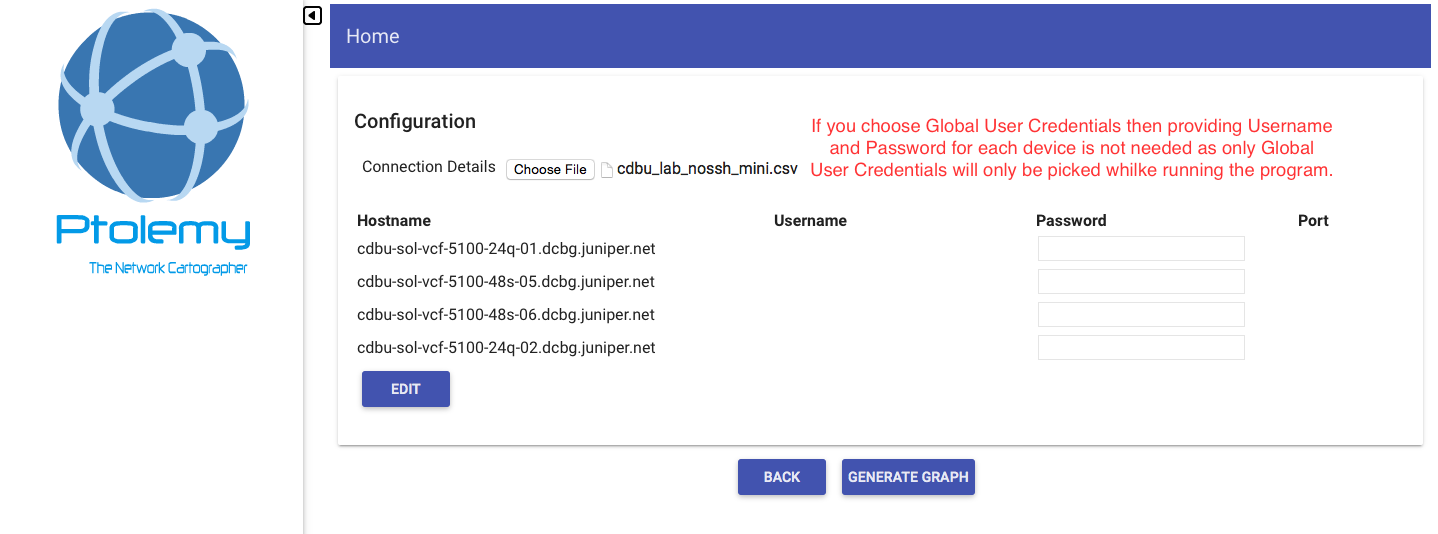 Ptolemy
The Network Cartographer
Home
Configuration
If you choose Global User Credentials then providing Username
and Password for each device is not needed as only Global
User Credentials will only be picked whilke running the program.
Connection Details Choose File cdbu_lab_nossh_mini.csv
Hostname Username Password Port
cdbu-sol-vcf-5100-24q-01.dcbg.juniper.net
cdbu-sol-vcf-5100-48s-05.dcbg.juniper.net
cdbu-sol-vcf-5100-48s-06.dcbg.juniper.net
cdbu-sol-vcf-5100-24q-02.dcbg.juniper.net
EDIT
BACK GENERATE GRAPH